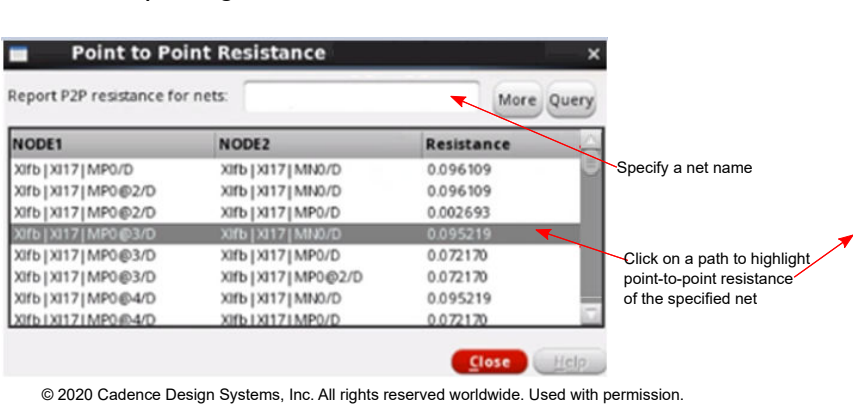 Point to Point Resistance
Report P2P resistance for nets:
More
Query
NODE1 NODE2 Resistance
XIfb|XI17|MP0/D XIfb|XI17|MN0/D 0.096109
XIfb|XI17|MP0@2/D XIfb|XI17|MN0/D 0.096109
XIfb|XI17|MP0@2/D XIfb|XI17|MP0/D 0.002693
XIfb|XI17|MP0@3/D XIfb|XI17|MN0/D 0.095219
XIfb|XI17|MP0@3/D XIfb|XI17|MP0/D 0.072170
XIfb|XI17|MP0@3/D XIfb|XI17|MP0@2/D 0.072170
XIfb|XI17|MP0@4/D XIfb|XI17|MN0/D 0.095219
XIfb|XI17|MP0@4/D XIfb|XI17|MP0/D 0.072170
Specify a net name
Click on a path to highlight
point-to-point resistance
of the specified net
Close
Help
© 2020 Cadence Design Systems, Inc. All rights reserved worldwide. Used with permission.